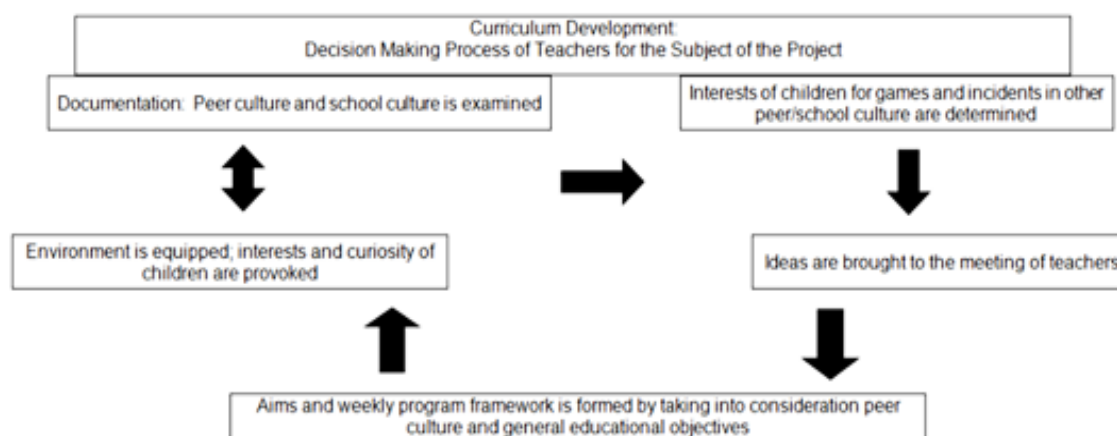 Curriculum Development:
Decision Making Process of Teachers for the Subject of the Project
Documentation: Peer culture and school culture is examined
Interests of children for games and incidents in other
peer/school culture are determined
Environment is equipped; interests and curiosity of
children are provoked
Ideas are brought to the meeting of teachers
Aims and weekly program framework is formed by taking into consideration peer
culture and general educational objectives